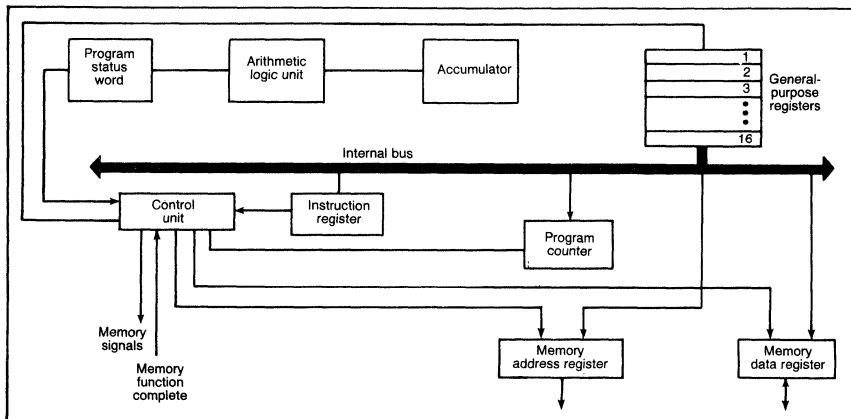 Program
status
word
Arithmetic
logic unit
Accumulator
1
2
3
16
General-
purpose
registers
Internal bus
Control
unit
Instruction
register
Program
counter
Memory
signals
Memory
function
complete
Memory
address register
Memory
data register